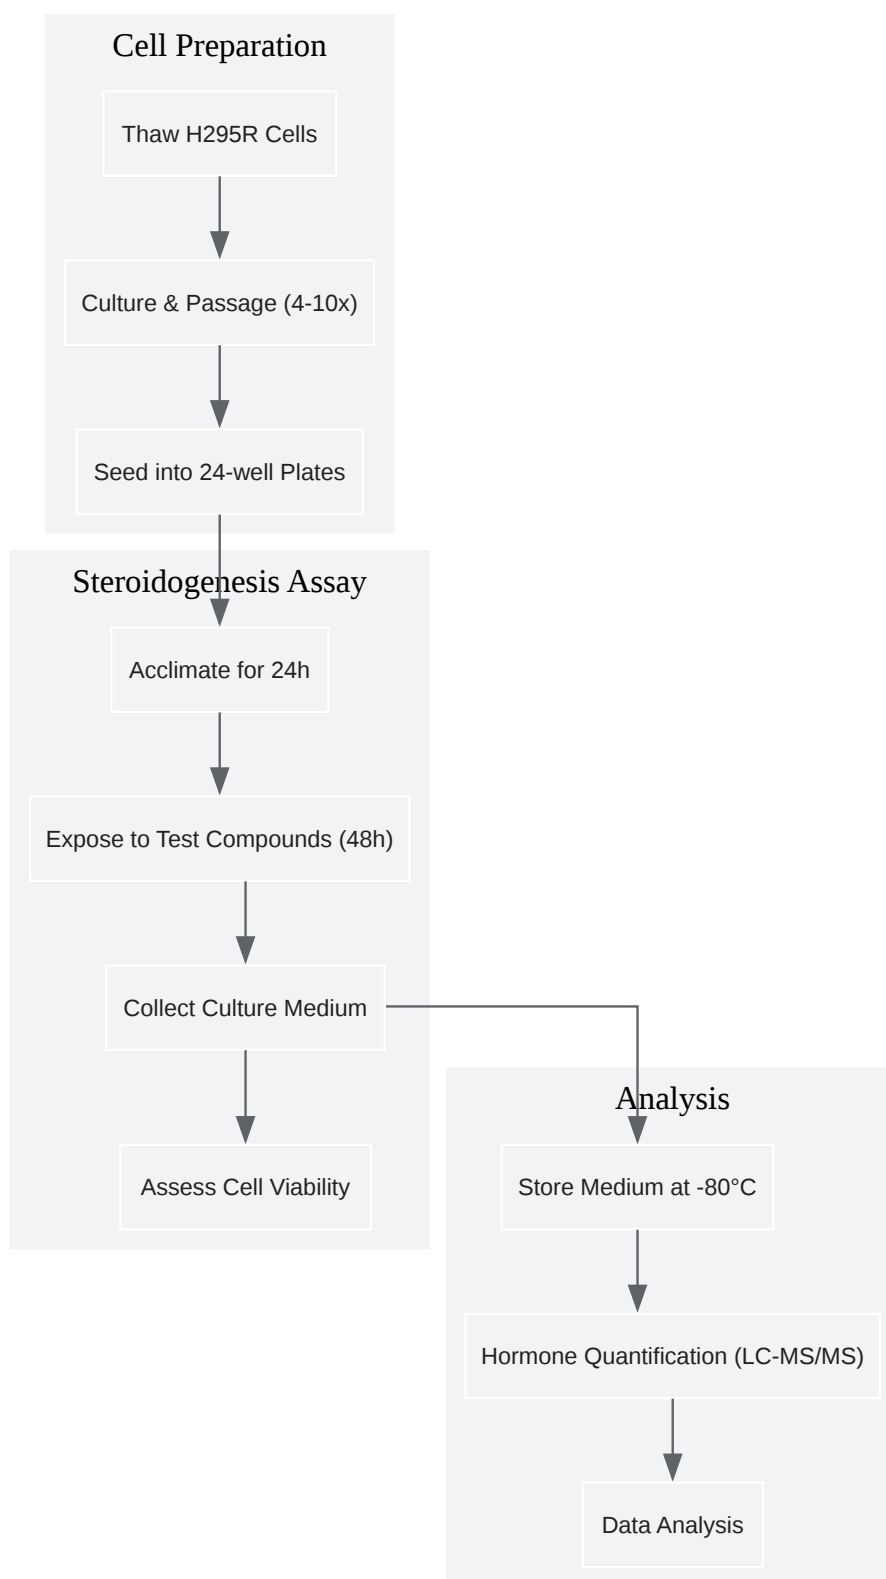 Cell Preparation
Thaw H295R Cells
Culture & Passage (4-10x)
Seed into 24-well Plates
Steroidogenesis Assay
Acclimate for 24h
Expose to Test Compounds (48h)
Collect Culture Medium
Assess Cell Viability
Analysis
Store Medium at -80°C
Hormone Quantification (LC-MS/MS)
Data Analysis